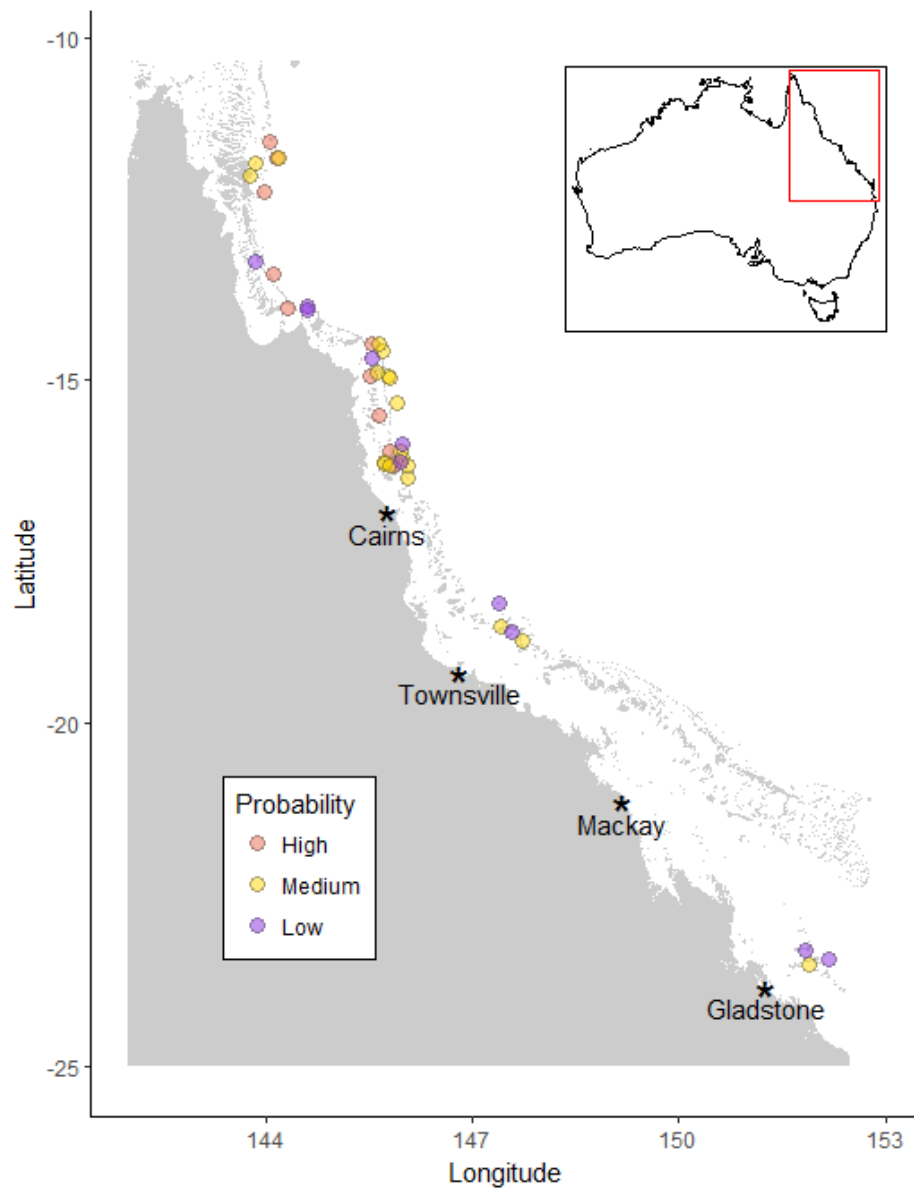 -10
-15
-20
-25
Latitude
Cairns
Townsville
Mackay
Gladstone
Probability
High
Medium
Low
144
147
150
153
Longitude